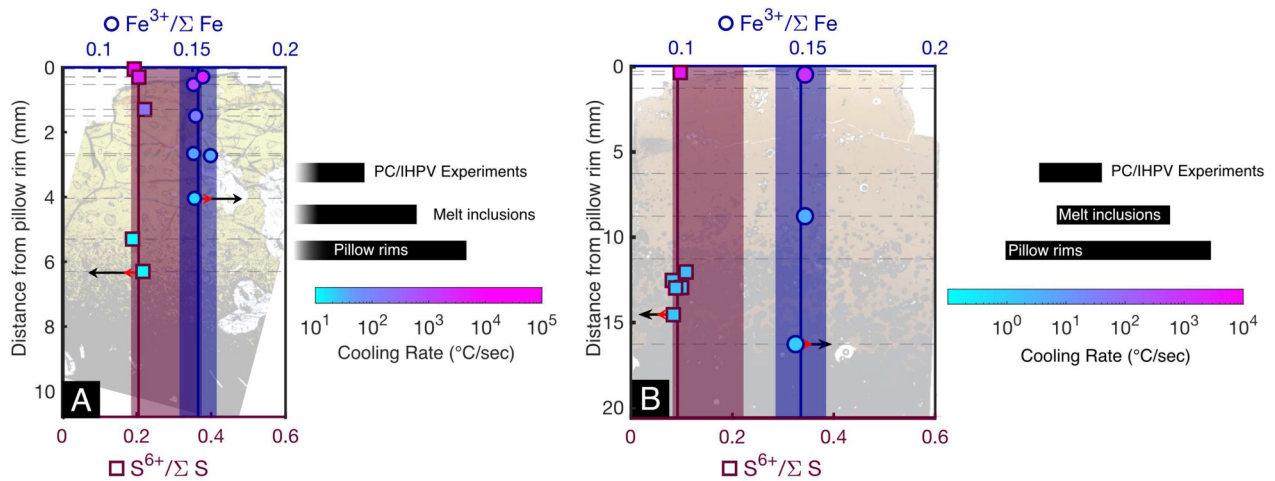 Fe³⁺/Σ Fe
0.1 0.15 0.2
Distance from pillow rim (mm)
0
2
4
6
8
10
A
0 0.2 0.4 0.6
S⁶⁺/Σ S
PC/IHPV Experiments
Melt inclusions
Pillow rims
10¹ 10² 10³ 10⁴ 10⁵
Cooling Rate (°C/sec)
Fe³⁺/Σ Fe
0.1 0.15 0.2
Distance from pillow rim (mm)
0
5
10
15
20
B
0 0.2 0.4 0.6
S⁶⁺/Σ S
PC/IHPV Experiments
Melt inclusions
Pillow rims
10⁰ 10¹ 10² 10³ 10⁴
Cooling Rate (°C/sec)